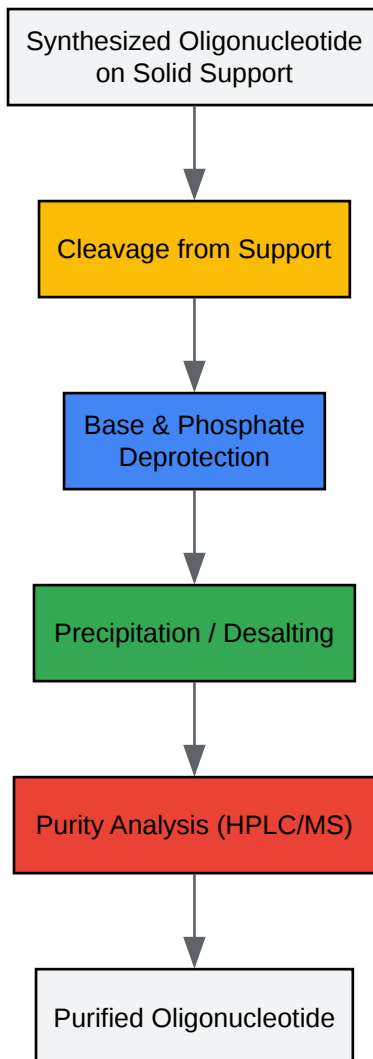 Synthesized Oligonucleotide
on Solid Support
Cleavage from Support
Base & Phosphate
Deprotection
Precipitation / Desalting
Purity Analysis (HPLC/MS)
Purified Oligonucleotide